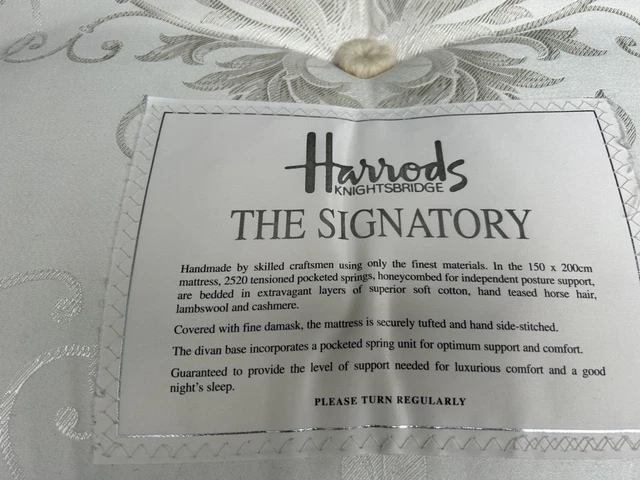 Harrods
KNIGHTSBRIDGE
THE SIGNATORY
Handmade by skilled craftsmen using only the finest materials. In the 150 x 200cm
mattress, 2520 tensioned pocketed springs, honeycombed for independent posture support,
are bedded in extravagant layers of superior soft cotton, hand teased horse hair,
lambswool and cashmere.
Covered with fine damask, the mattress is securely tufted and hand side-stitched.
The divan base incorporates a pocketed spring unit for optimum support and comfort.
Guaranteed to provide the level of support needed for luxurious comfort and a good
night's sleep.
PLEASE TURN REGULARLY